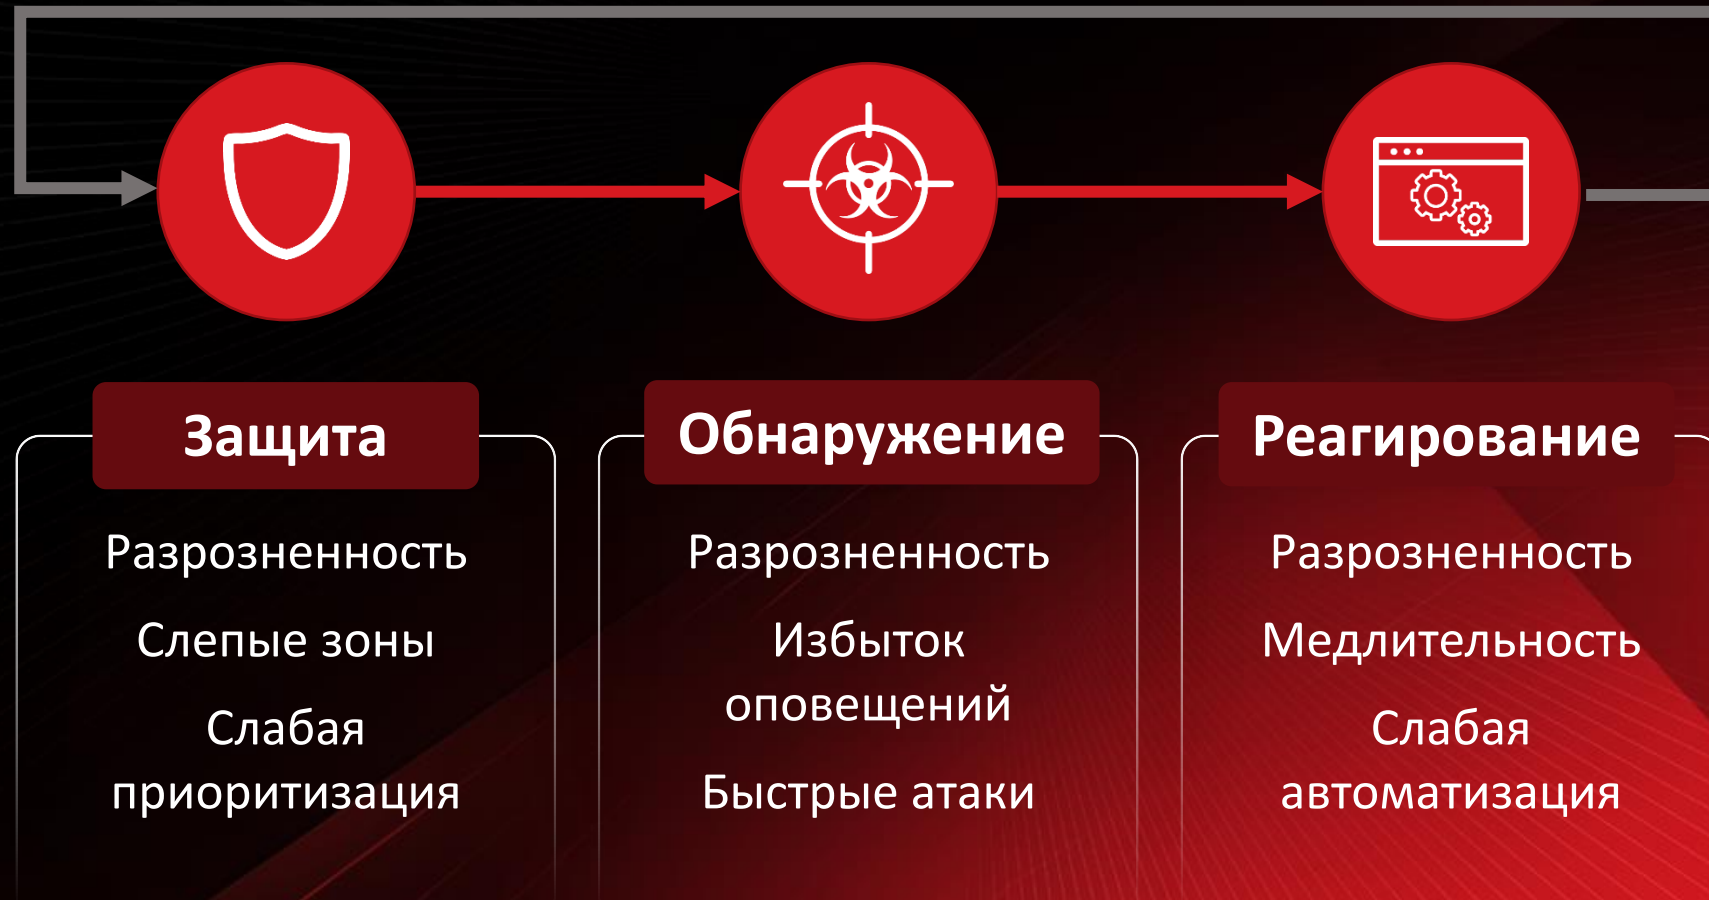 Защита
Разрозненность
Слепые зоны
Слабая
приоритизация
Обнаружение
Разрозненность
Избыток
оповещений
Быстрые атаки
Реагирование
Разрозненность
Медлительность
Слабая
автоматизация